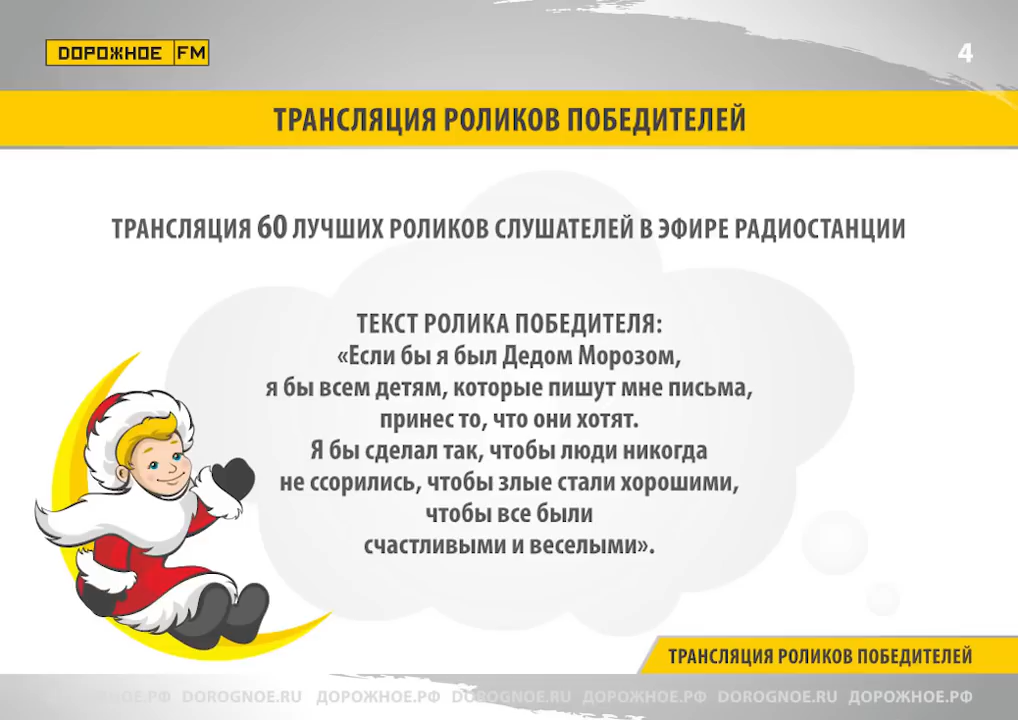 ДОРОЖНОЕ FM
4
ТРАНСЛЯЦИЯ РОЛИКОВ ПОБЕДИТЕЛЕЙ
ТРАНСЛЯЦИЯ 60 ЛУЧШИХ РОЛИКОВ СЛУШАТЕЛЕЙ В ЭФИРЕ РАДИОСТАНЦИИ
ТЕКСТ РОЛИКА ПОБЕДИТЕЛЯ:
«Если бы я был Дедом Морозом,
я бы всем детям, которые пишут мне письма,
принес то, что они хотят.
Я бы сделал так, чтобы люди никогда
не ссорились, чтобы злые стали хорошими,
чтобы все были
счастливыми и веселыми».
ТРАНСЛЯЦИЯ РОЛИКОВ ПОБЕДИТЕЛЕЙ
ДОРОЖНОЕ.РФ DOROGNOE.RU ДОРОЖНОЕ.РФ DOROGNOE.RU ДОРОЖНОЕ.РФ DOROGNOE.RU ДОРОЖНОЕ.РФ